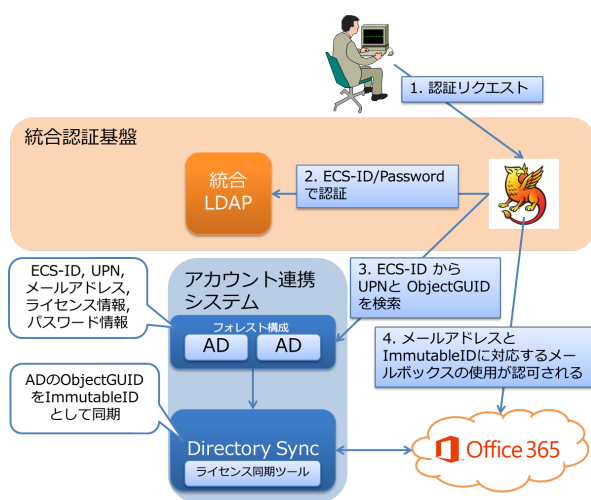 1. 認証リクエスト
統合認証基盤
統合
LDAP
2. ECS-ID/Password
で認証
ECS-ID, UPN,
メールアドレス,
ライセンス情報,
パスワード情報
アカウント連携
システム
3. ECS-ID から
UPNと ObjectGUID
を検索
フォレスト構成
AD
AD
4. メールアドレスと
ImmutableIDに対応するメー
ルボックスの使用が認可される
ADのObjectGUID
をImmutableID
として同期
Directory Sync
ライセンス同期ツール
Office 365